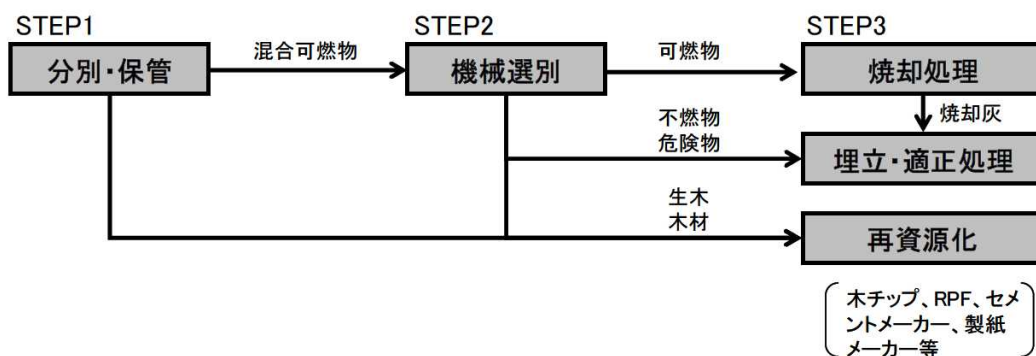 STEP1
分別・保管
混合可燃物
STEP2
機械選別
可燃物
STEP3
焼却処理
焼却灰
不燃物
危険物
埋立・適正処理
生木
木材
再資源化
木チップ、RPF、セメ
ントメーカー、製紙
メーカー等